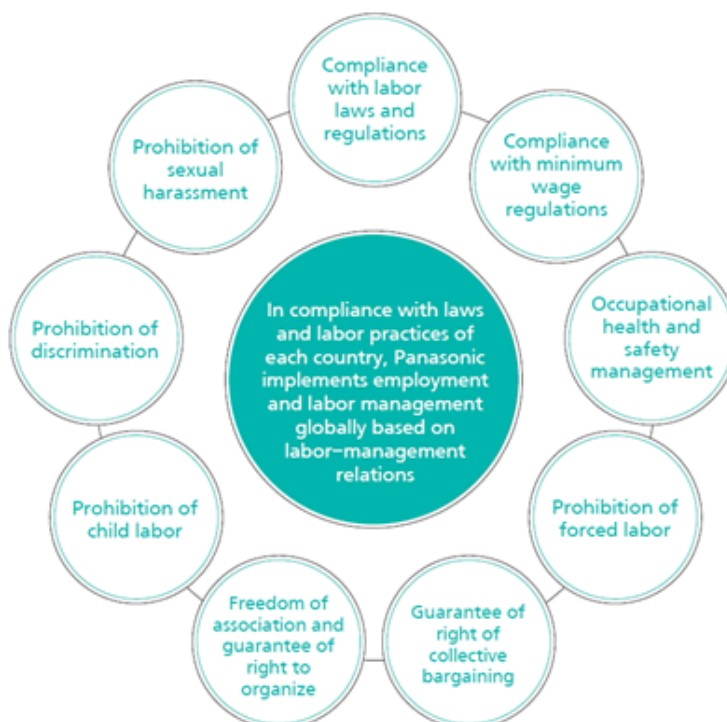 Compliance
with labor
laws and
regulations
Compliance
with minimum
wage
regulations
Occupational
health and
safety
management
Prohibition of
forced labor
Guarantee of
right of
collective
bargaining
Freedom of
association and
guarantee of
right to
organize
Prohibition of
child labor
Prohibition of
discrimination
Prohibition of
sexual
harassment
In compliance with laws
and labor practices of
each country, Panasonic
implements employment
and labor management
globally based on
labor-management
relations